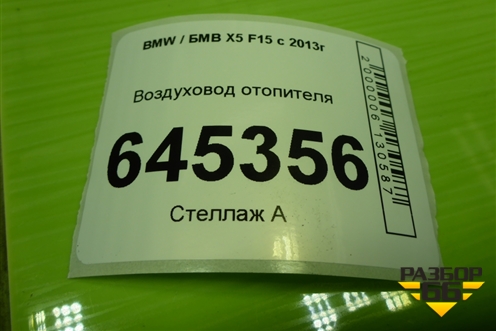 BMW / БМВ X5 F15 с 2013г
Воздуховод отопителя
645356
Стеллаж А
2000006130587
РАЗБОР
66